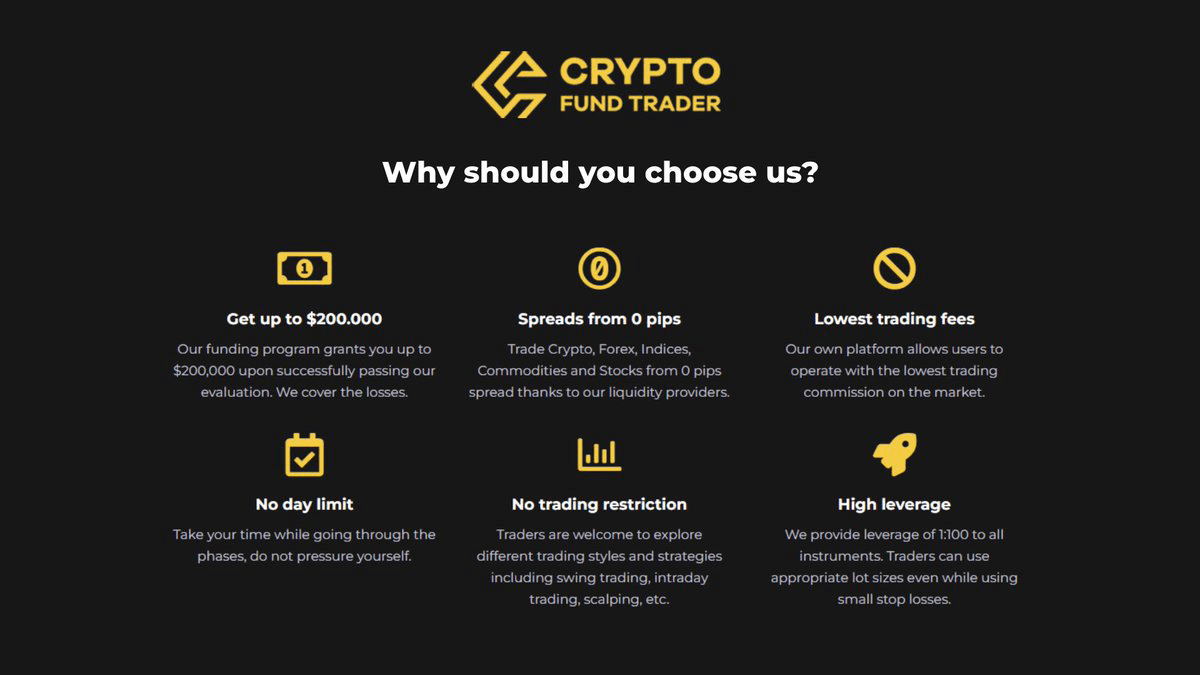 CRYPTO
FUND TRADER
Why should you choose us?
Get up to $200.000
Our funding program grants you up to
$200,000 upon successfully passing our
evaluation. We cover the losses.
Spreads from 0 pips
Trade Crypto, Forex, Indices,
Commodities and Stocks from 0 pips
spread thanks to our liquidity providers.
Lowest trading fees
Our own platform allows users to
operate with the lowest trading
commission on the market.
No day limit
Take your time while going through the
phases, do not pressure yourself.
No trading restriction
Traders are welcome to explore
different trading styles and strategies
including swing trading, intraday
trading, scalping, etc.
High leverage
We provide leverage of 1:100 to all
instruments. Traders can use
appropriate lot sizes even while using
small stop losses.